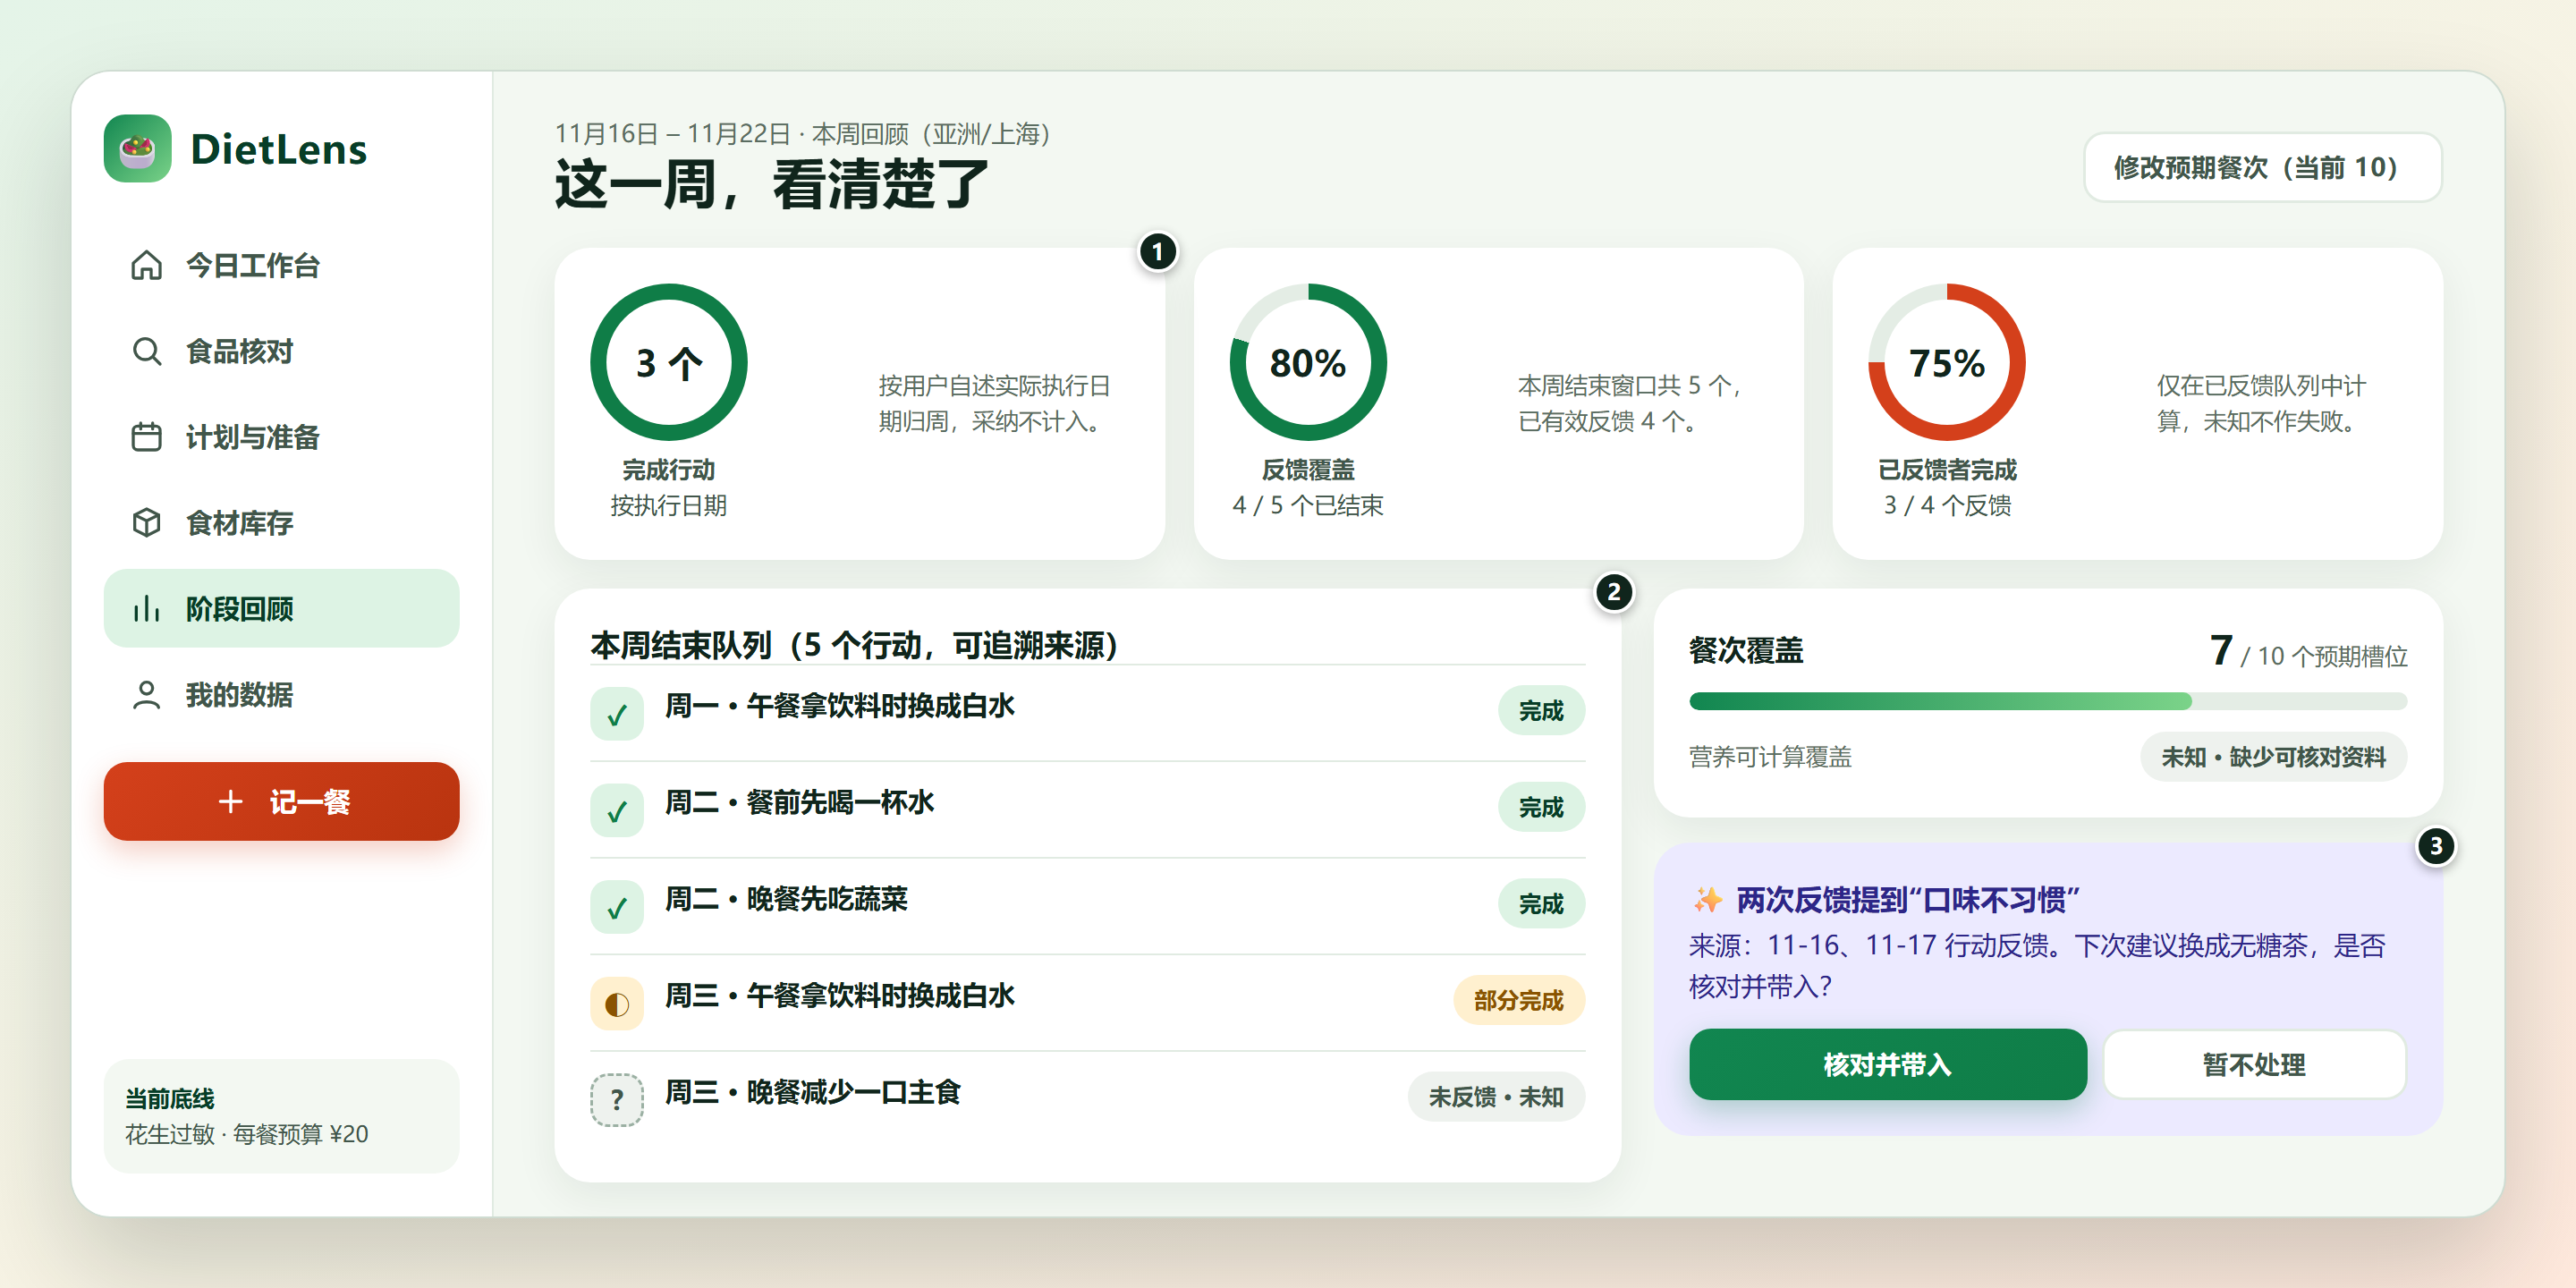 DietLens
今日工作台
食品核对
计划与准备
食材库存
阶段回顾
我的数据
+ 记一餐
当前底线
花生过敏 · 每餐预算 ¥20
11月16日 – 11月22日 · 本周回顾（亚洲/上海）
这一周，看清楚了
修改预期餐次（当前 10）
1
3 个
完成行动
按执行日期
按用户自述实际执行日
期归周，采纳不计入。
80%
反馈覆盖
4 / 5 个已结束
本周结束窗口共 5 个，
已有效反馈 4 个。
75%
已反馈者完成
3 / 4 个反馈
仅在已反馈队列中计
算，未知不作失败。
2
本周结束队列（5 个行动，可追溯来源）
✓ 周一 · 午餐拿饮料时换成白水 完成
✓ 周二 · 餐前先喝一杯水 完成
✓ 周二 · 晚餐先吃蔬菜 完成
周三 · 午餐拿饮料时换成白水 部分完成
? 周三 · 晚餐减少一口主食 未反馈 · 未知
餐次覆盖 7 / 10 个预期槽位
营养可计算覆盖 未知 · 缺少可核对资料
3
✨ 两次反馈提到“口味不习惯”
来源：11-16、11-17 行动反馈。下次建议换成无糖茶，是否
核对并带入？
核对并带入
暂不处理